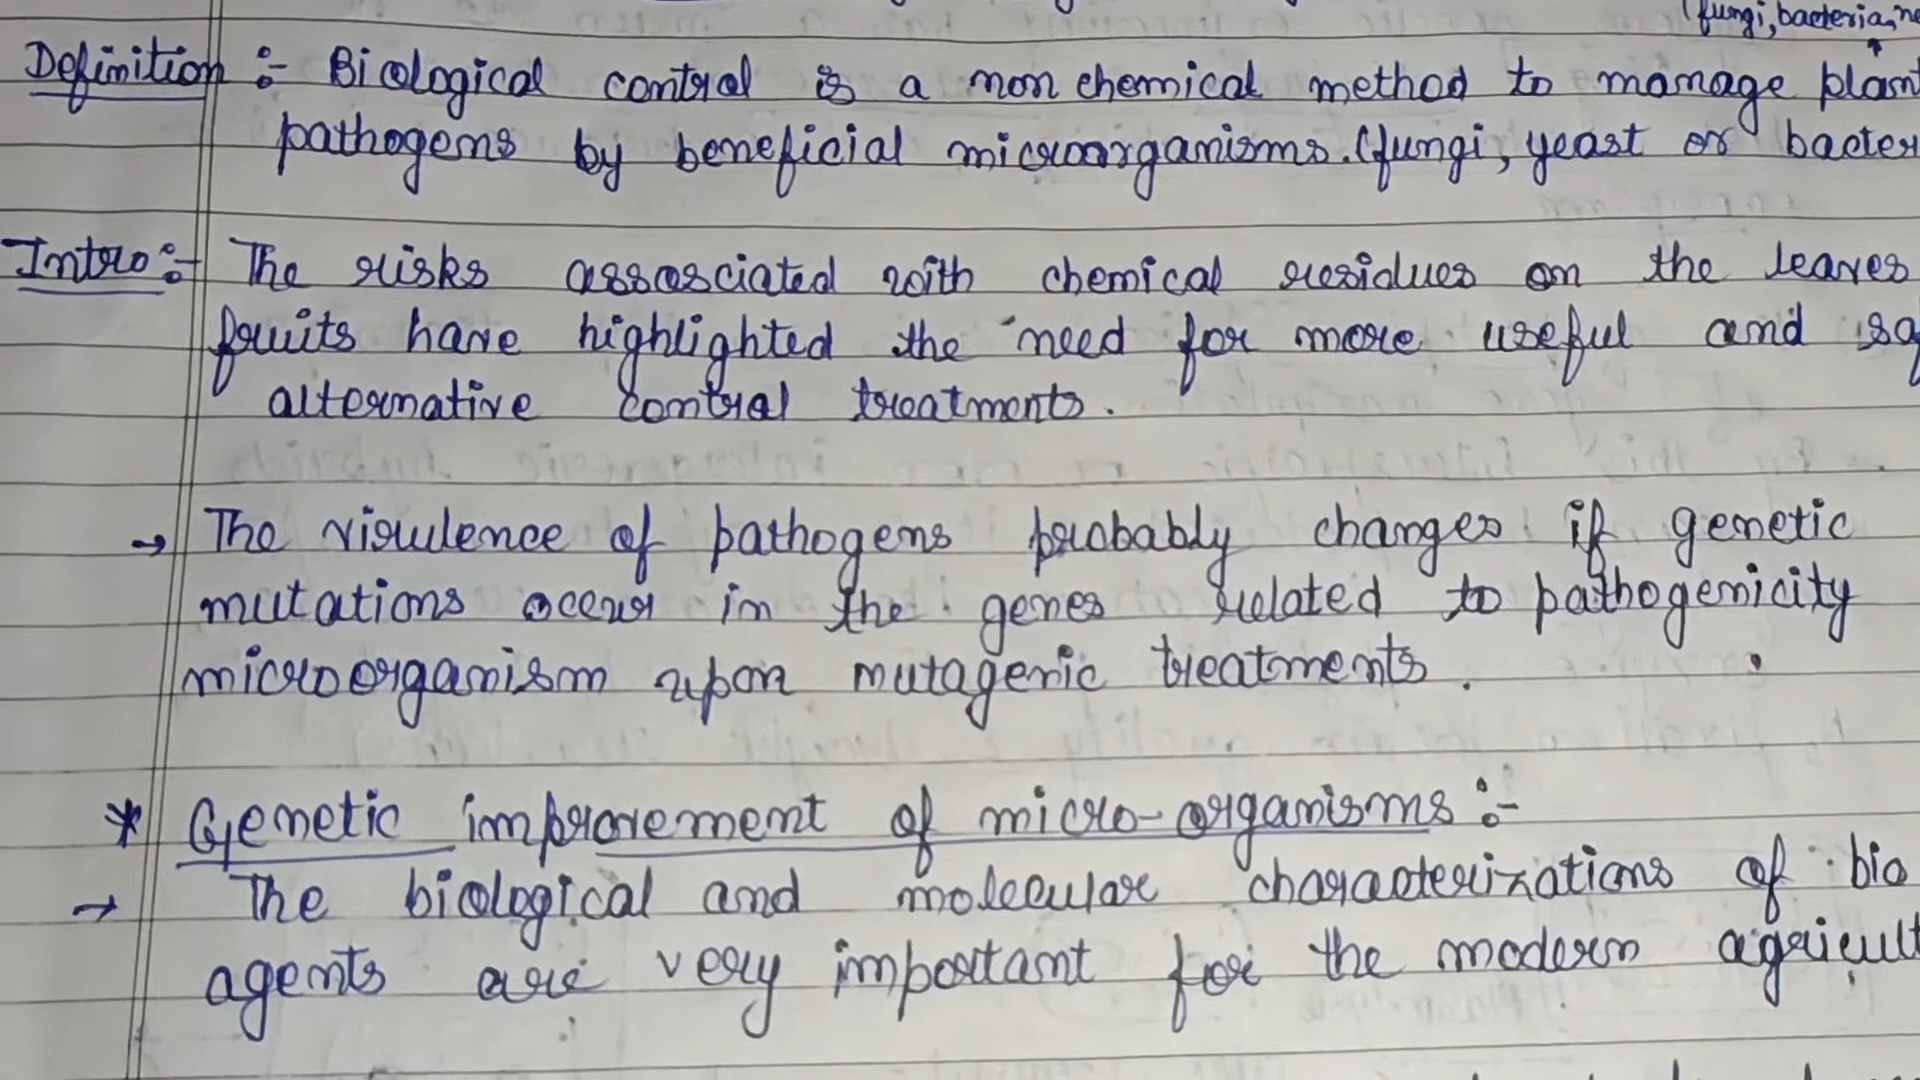 (fungi, bacteria, ne
Definition :- Biological control is a non chemical method to manage plant
pathogens by beneficial microorganisms. (fungi, yeast or bacter
Intro :- The risks assosciated with chemical residues on the leaves
fruits have highlighted the need for more useful and sa
alternative control treatments.
→ The virulence of pathogens probably changes if genetic
mutations occur in the genes related to pathogenicity
microorganism upon mutagenic treatments.
* Genetic improvement of micro-organisms :-
→ The biological and molecular characterizations of bio
agents are very important for the modern agricult